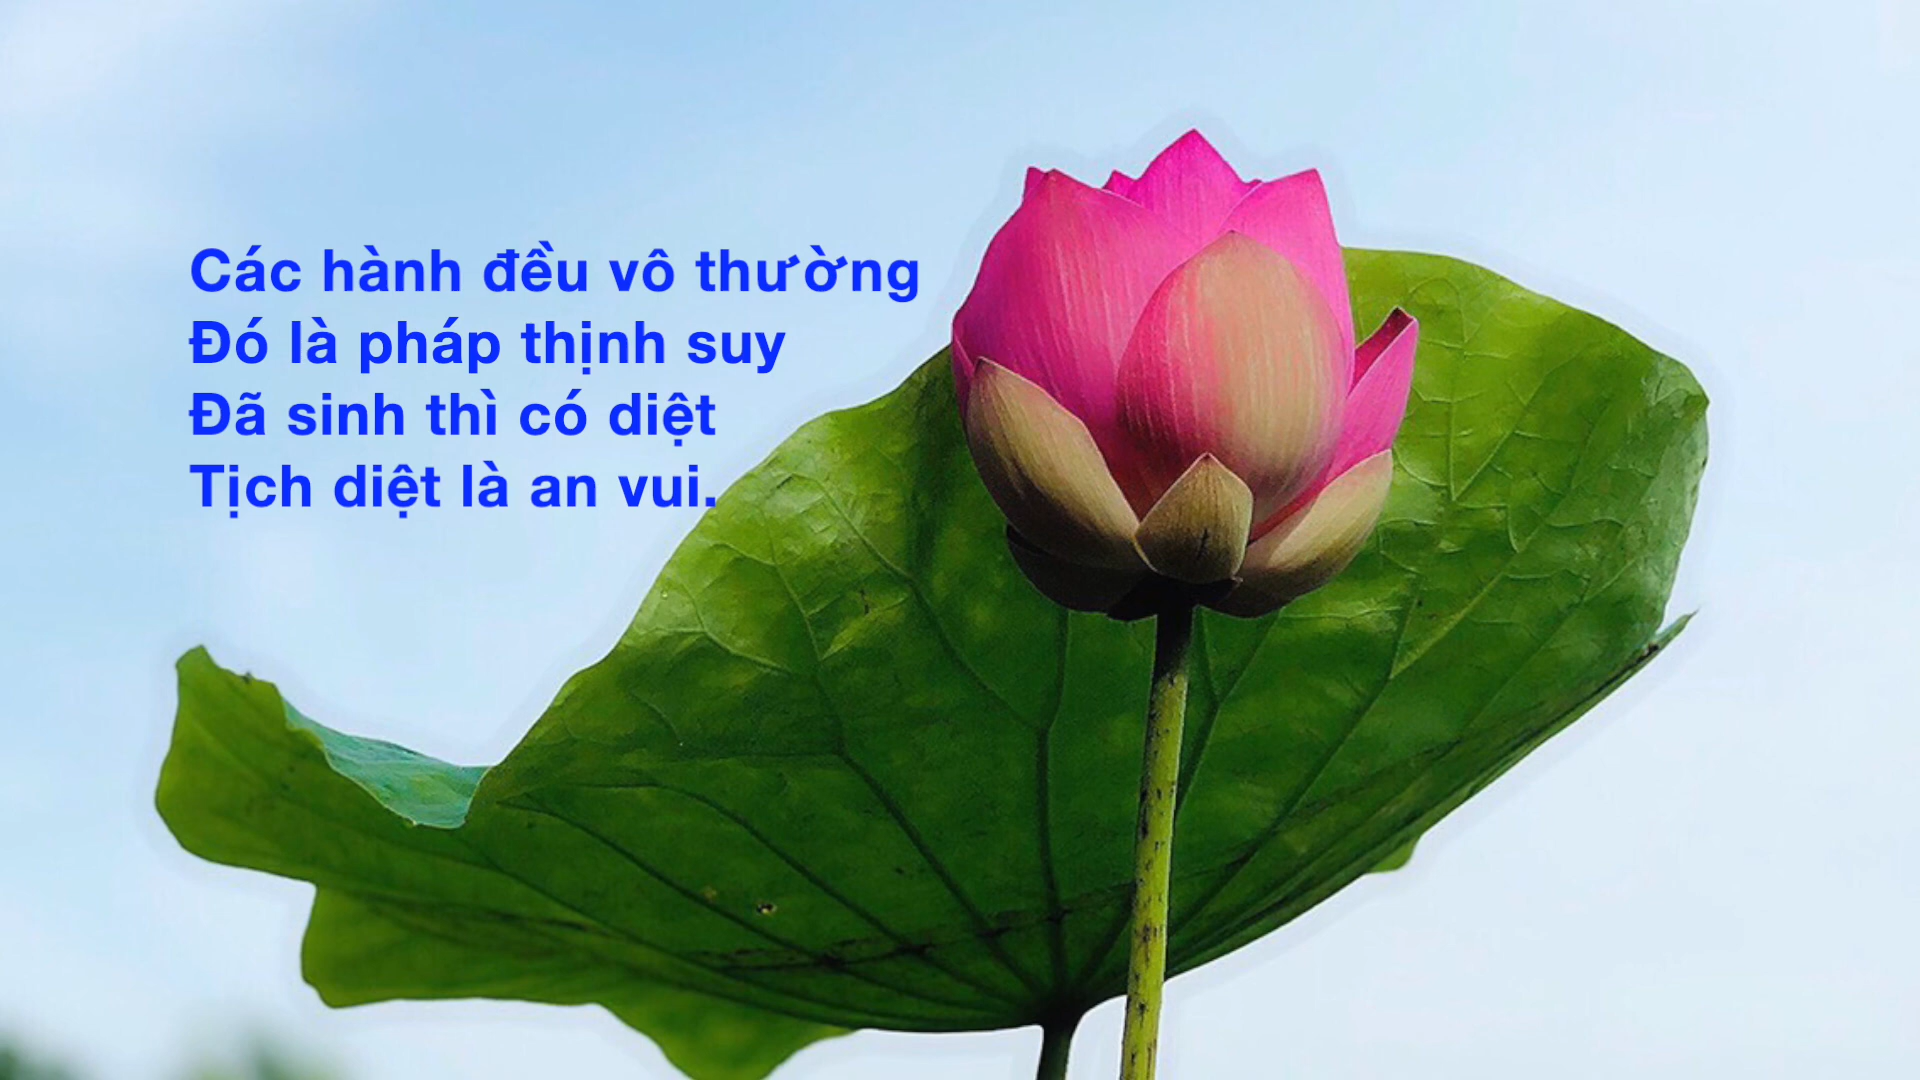 Các hành đều vô thường
Đó là pháp thịnh suy
Đã sinh thì có diệt
Tịch diệt là an vui.